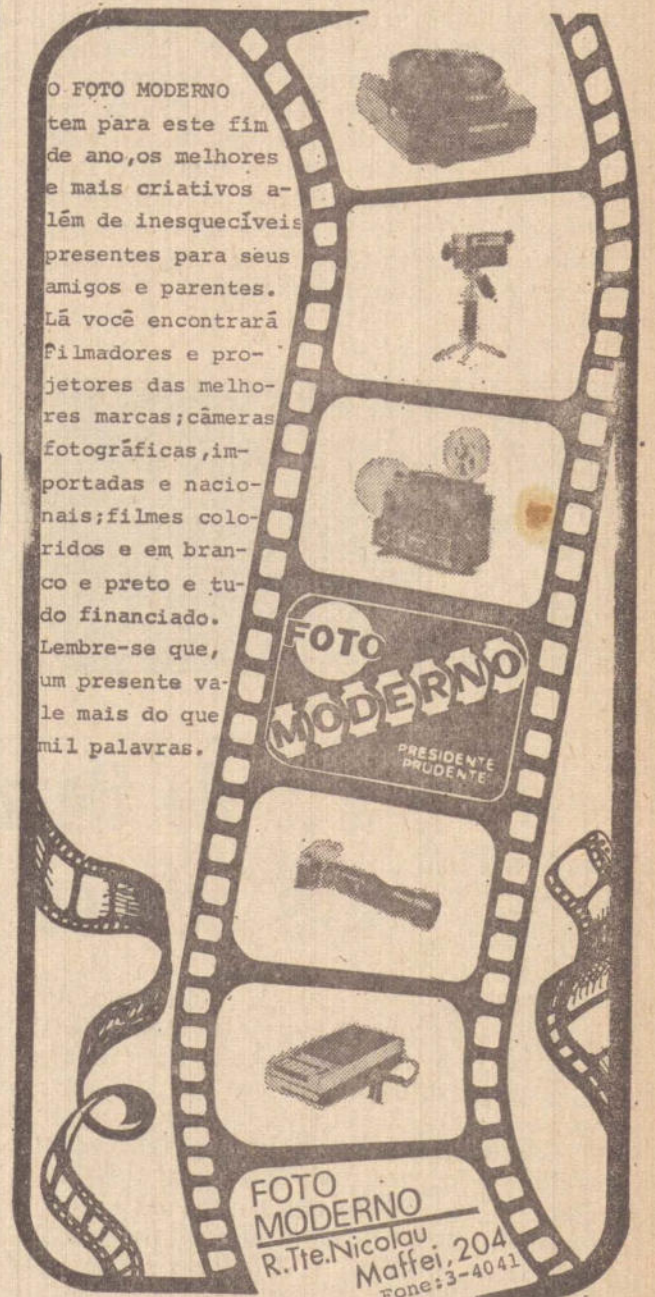 O FOTO MODERNO
tem para este fim
de ano,os melhores
e mais criativos a-
lém de inesquecíveis
presentes para seus
amigos e parentes.
Lá você encontrará
Filmadores e pro-
jetores das melho-
res marcas;câmeras
fotográficas,im-
portadas e nacio-
nais;filmes colo-
ridos e em bran-
co e preto e tu-
do financiado.
Lembre-se que,
um presente va-
le mais do que
mil palavras.
FOTO
MODERNO
PRESIDENTE
PRUDENTE
FOTO
MODERNO
R.Tte.Nicolau
Maffei, 204
Fone:3-4041